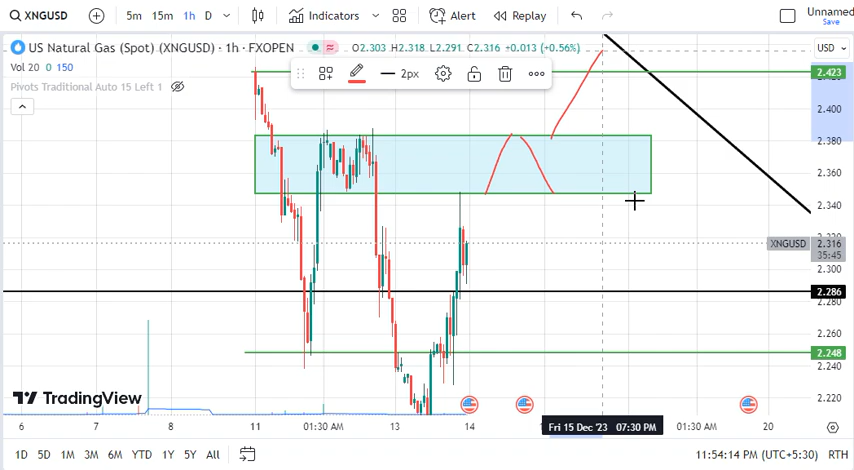 XNGUSD 5m 15m 1h D Indicators Alert Replay Unnamed
Save
US Natural Gas (Spot) (XNGUSD) · 1h · FXOPEN O2.303 H2.318 L2.291 C2.316 +0.013 (+0.56%) USD
Vol 20 0 150
2px
2.423
Pivots Traditional Auto 15 Left 1
2.400
2.380
2.360
2.340
XNGUSD 2.316
35:45
2.300
2.286
2.260
2.248
2.220
TradingView
6 7 8 11 01:30 AM 13 14 Fri 15 Dec '23 07:30 PM 01:30 AM 20
1D 5D 1M 3M 6M YTD 1Y 5Y All 11:54:14 PM (UTC+5:30) RTH